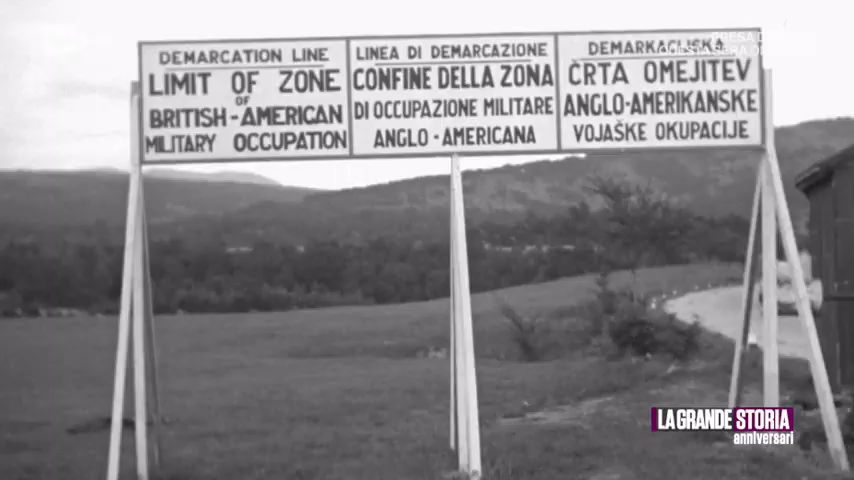 DEMARCATION LINE
LIMIT OF ZONE
OF
BRITISH-AMERICAN
MILITARY OCCUPATION
LINEA DI DEMARCAZIONE
CONFINE DELLA ZONA
DI OCCUPAZIONE MILITARE
ANGLO-AMERICANA
DEMARKACIJSKA
ČRTA OMEJITEV
ANGLO-AMERIKANSKE
VOJAŠKE OKUPACIJE
LA GRANDE STORIA
anniversari